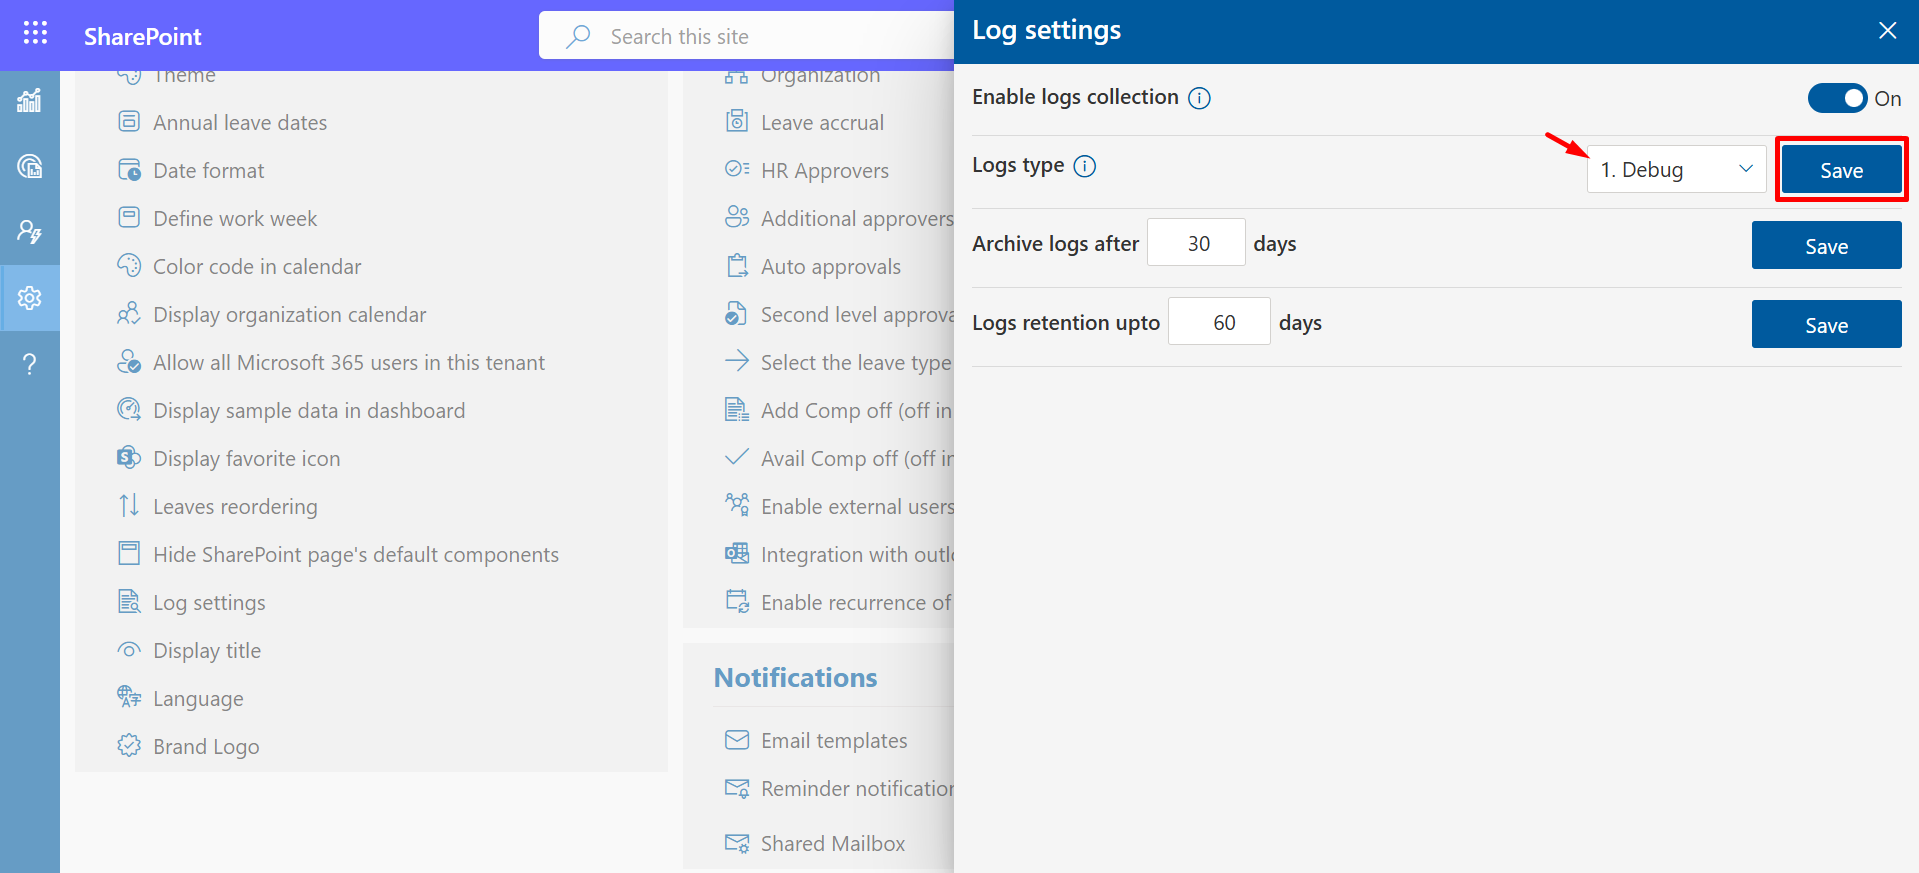 SharePoint
Search this site
Theme
Annual leave dates
Date format
Define work week
Color code in calendar
Display organization calendar
Allow all Microsoft 365 users in this tenant
Display sample data in dashboard
Display favorite icon
Leaves reordering
Hide SharePoint page's default components
Log settings
Display title
Language
Brand Logo
Organization
Leave accrual
HR Approvers
Additional approvers
Auto approvals
Second level approva
Select the leave type
Add Comp off (off in
Avail Comp off (off in
Enable external users
Integration with outlo
Enable recurrence of
Notifications
Email templates
Reminder notification
Shared Mailbox
Log settings
Enable logs collection
On
Logs type
1. Debug
Save
Archive logs after 30 days
Save
Logs retention upto 60 days
Save